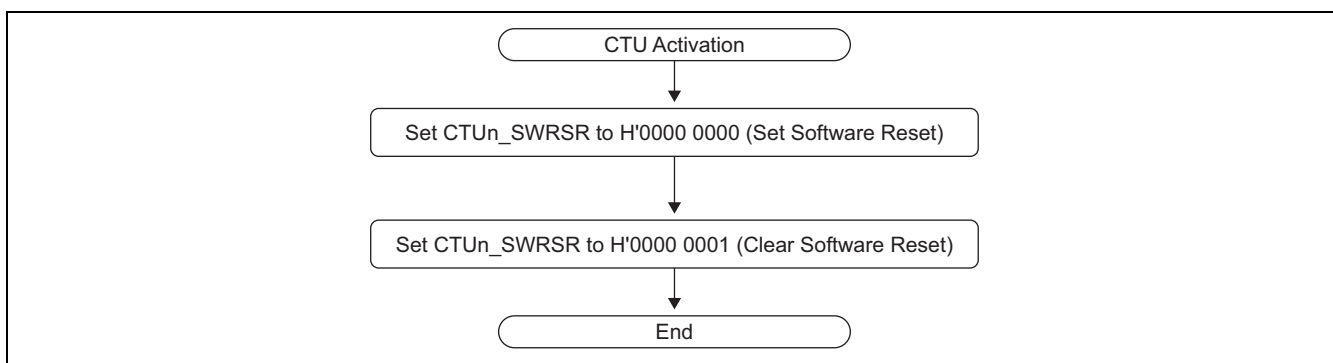 CTU Activation
Set CTUn_SWRSR to H'0000 0000 (Set Software Reset)
Set CTUn_SWRSR to H'0000 0001 (Clear Software Reset)
End